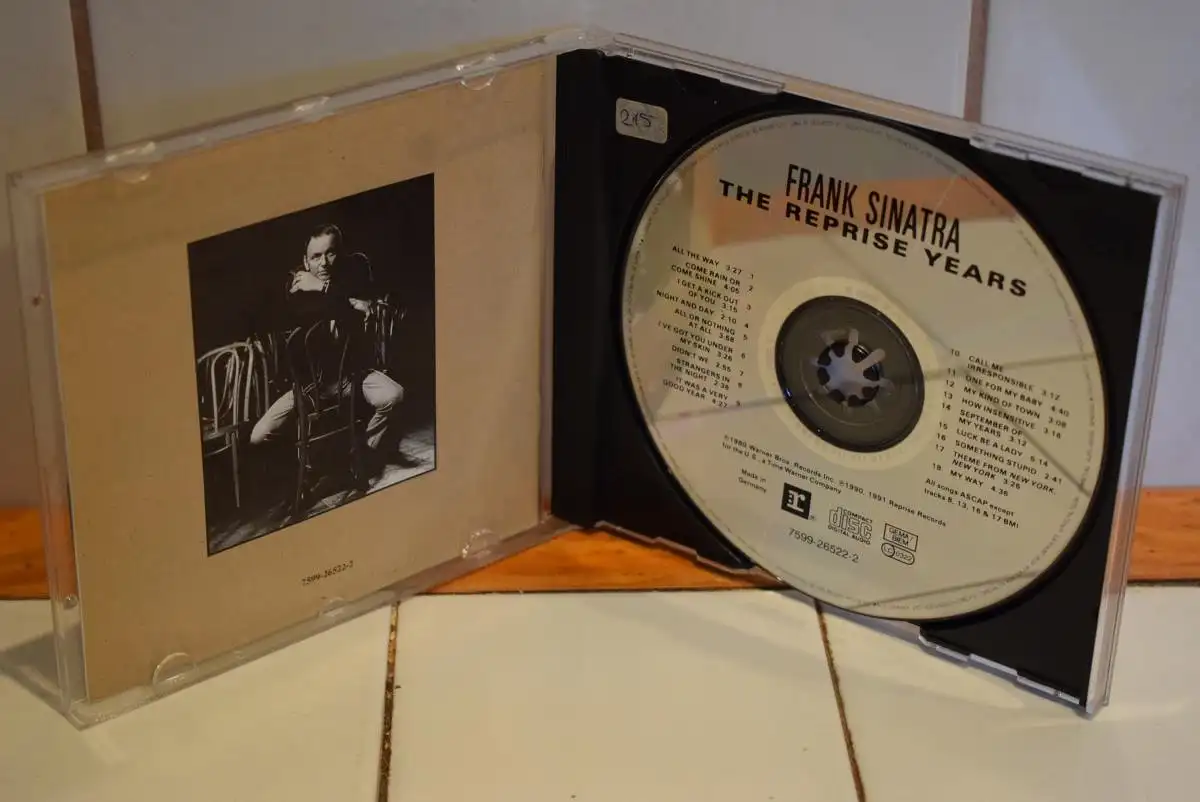 7599-26522-2
215
FRANK SINATRA
THE REPRISE YEARS
ALL THE WAY 3:27 1
COME RAIN OR 2
COME SHINE 4:05
I GET A KICK OUT 3
OF YOU 3:15
NIGHT AND DAY 2:10 4
ALL OR NOTHING 5
AT ALL 3:68
I'VE GOT YOU UNDER 6
MY SKIN 3:26
DIDN'T WE 2:55 7
STRANGERS IN 8
THE NIGHT 2:36
IT WAS A VERY 9
GOOD YEAR 4:27
10 CALL ME
IRRESPONSIBLE 3:12
11 ONE FOR MY BABY 4:40
12 MY KIND OF TOWN 3:08
13 HOW INSENSITIVE 3:16
14 SEPTEMBER OF
MY YEARS 3:12
15 LUCK BE A LADY 5:14
16 SOMETHING STUPID 2:41
17 THEME FROM NEW YORK,
NEW YORK 3:26
18 MY WAY 4:36
All songs ASCAP except
tracks 8, 13, 16 & 17 BMI
℗1980 Warner Bros. Records Inc. ℗1990, 1991 Reprise Records
for the U.S., a Time Warner Company
Made in
Germany
r
COMPACT
disc
DIGITAL AUDIO
GEMA/
BIEM
LC 0322
7599-26522-2